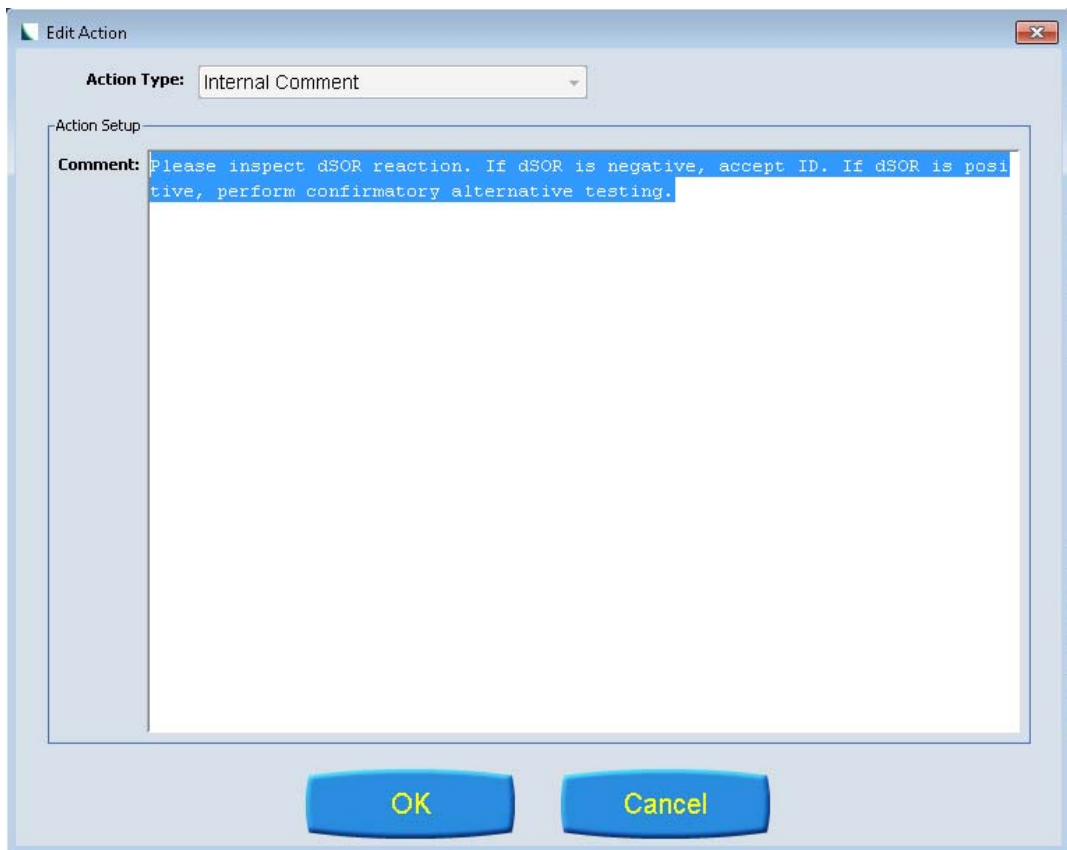 Edit Action
Action Type: Internal Comment
Action Setup
Comment: Please inspect dSOR reaction. If dSOR is negative, accept ID. If dSOR is posi
tive, perform confirmatory alternative testing.
OK Cancel